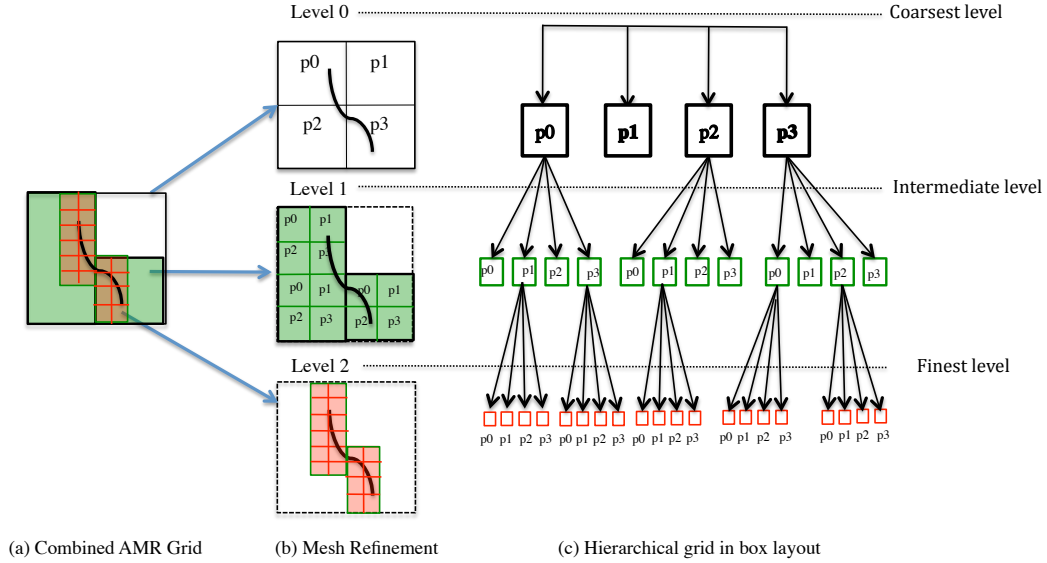 Level 0
Coarsest level
p0 p1
p2 p3
p0 p1 p2 p3
Level 1
Intermediate level
p0 p1
p2 p3
p0 p1 p0 p1
p2 p3 p2 p3
p0 p1 p2 p3 p0 p1 p2 p3 p0 p1 p2 p3
Level 2
Finest level
p0 p1 p2 p3 p0 p1 p2 p3 p0 p1 p2 p3 p0 p1 p2 p3 p0 p1 p2 p3
(a) Combined AMR Grid
(b) Mesh Refinement
(c) Hierarchical grid in box layout